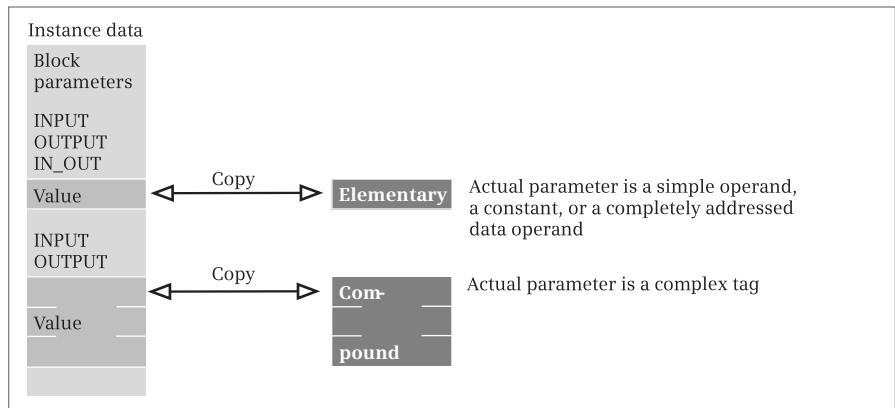 Instance data
Block
parameters
INPUT
OUTPUT
IN_OUT
Value
Copy
Elementary
Actual parameter is a simple operand,
a constant, or a completely addressed
data operand
INPUT
OUTPUT
Copy
Com-
Actual parameter is a complex tag
Value
pound